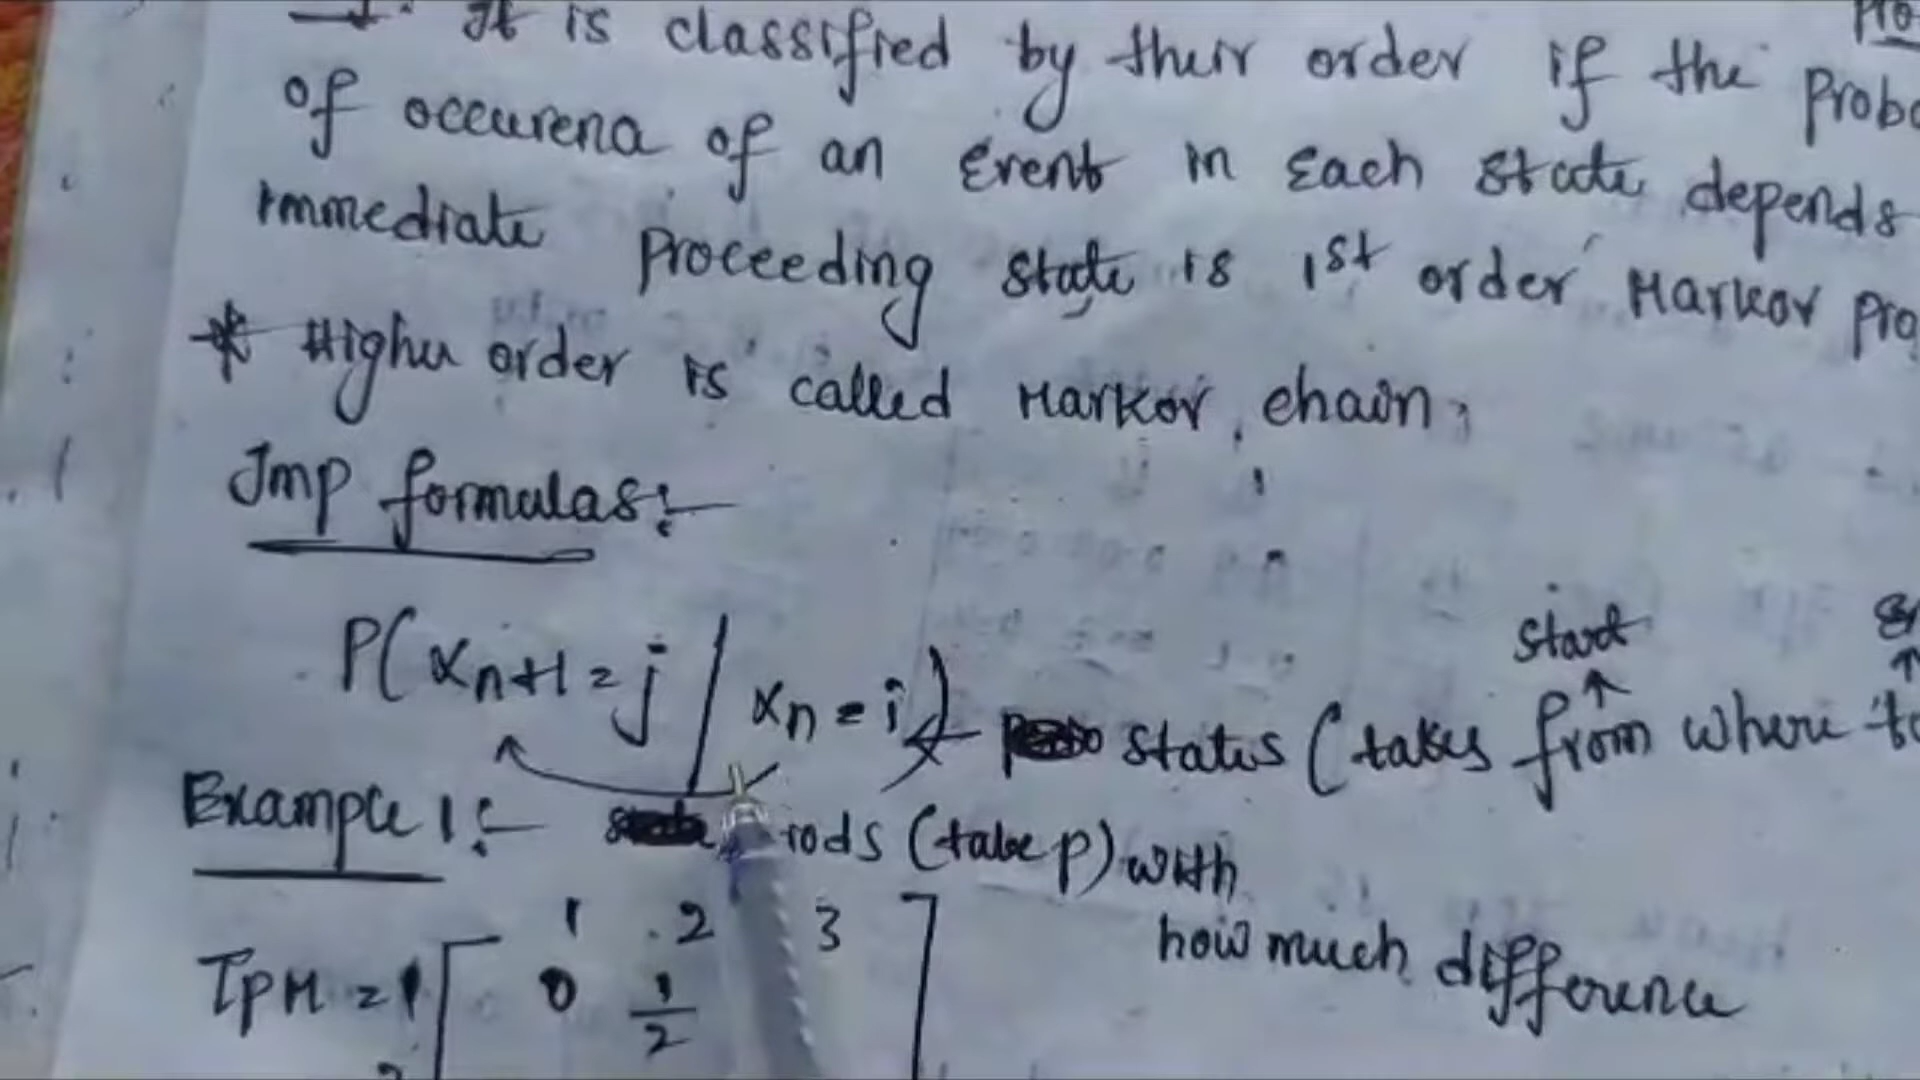 It is classified by their order if the
of occurena of an Event in Each state depends
immediate proceeding state is 1st order Markov pro
* Higher order is called Markov chain,
Imp formulas:-
start
P(Xn+1 = j / Xn = i) status (takes from where to
Example 1:- rods (take p) with
how much difference
1 2 3
TPM = 1 [ 0 1/2 ]